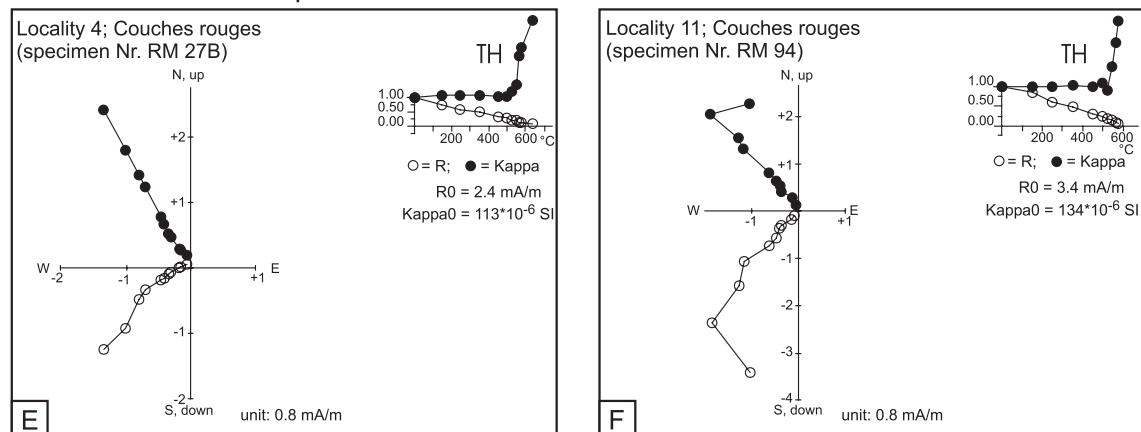 Locality 4; Couches rouges
(specimen Nr. RM 27B)
TH
N, up
1.00
0.50
0.00
200 400 600 °C
○ = R; ● = Kappa
R0 = 2.4 mA/m
Kappa0 = 113*10-6 SI
+2
+1
W E
-2 -1 +1
-1
-2
S, down
unit: 0.8 mA/m
E
Locality 11; Couches rouges
(specimen Nr. RM 94)
TH
N, up
1.00
0.50
0.00
200 400 600
°C
○ = R; ● = Kappa
R0 = 3.4 mA/m
Kappa0 = 134*10-6 SI
+2
+1
W E
-1 +1
-1
-2
-3
-4
S, down
unit: 0.8 mA/m
F